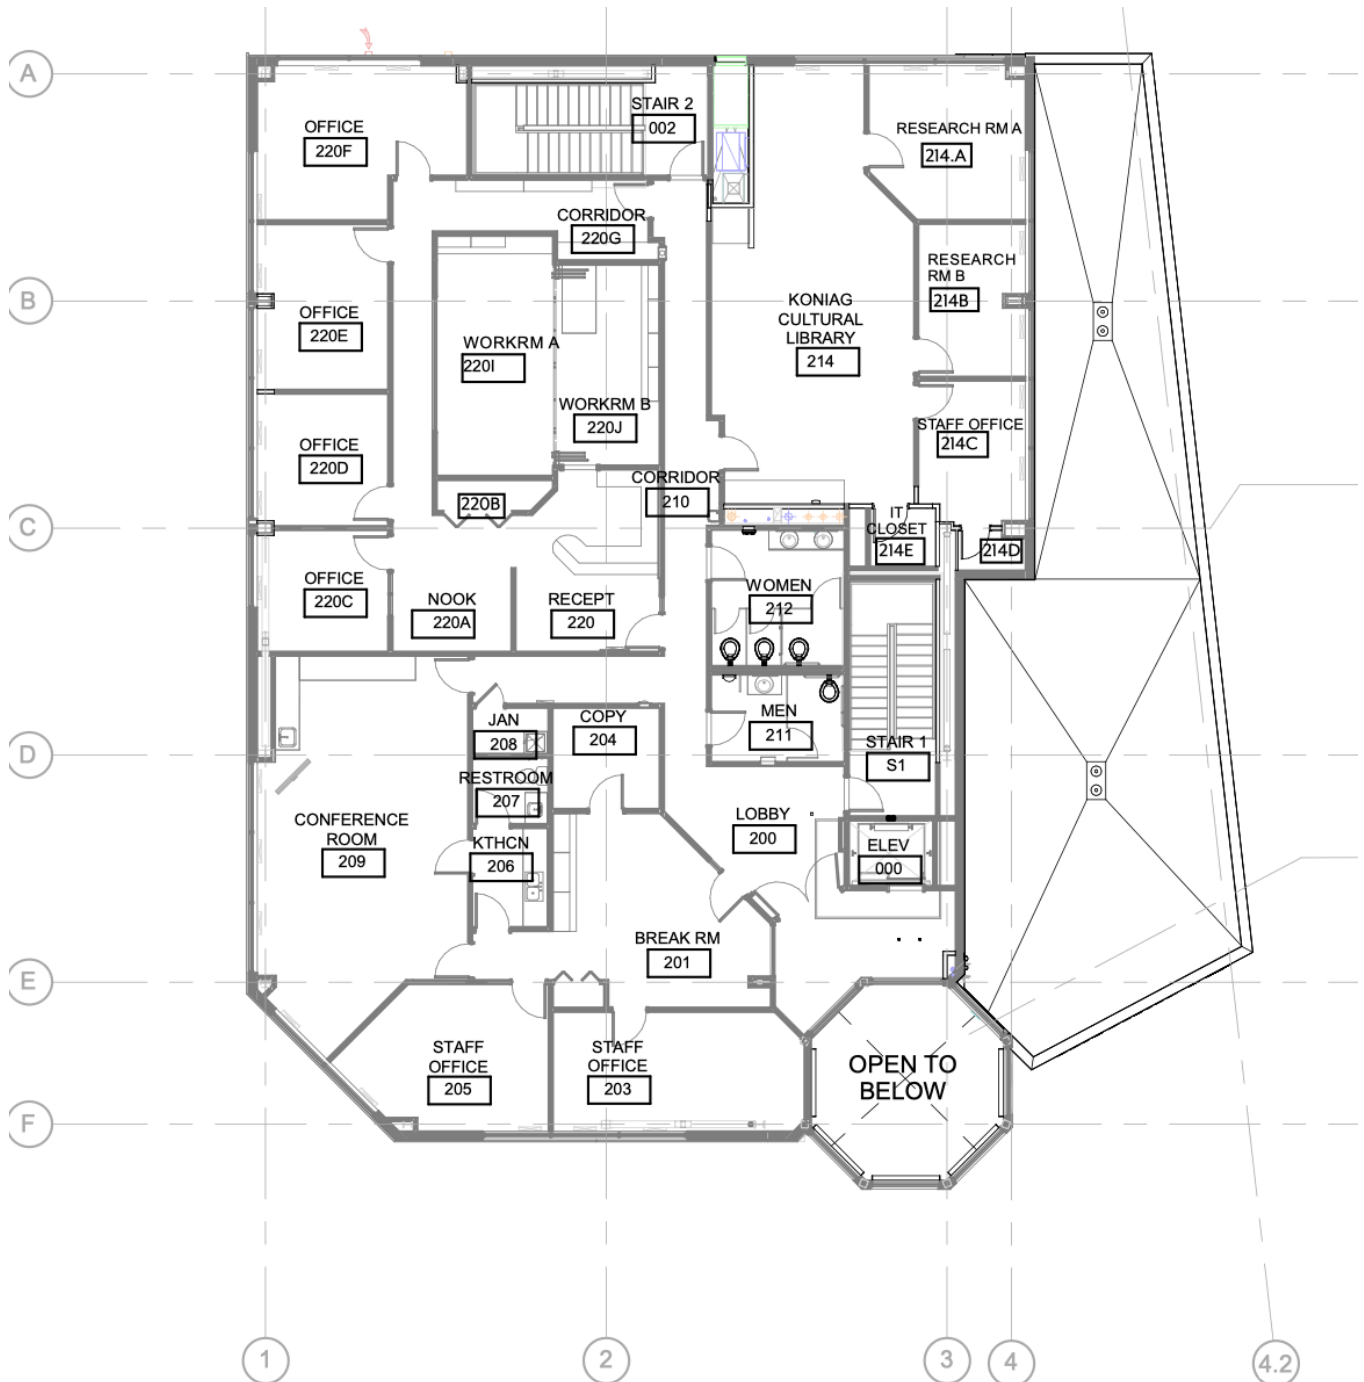 A
STAIR 2
002
OFFICE
220F
RESEARCH RM A
214.A
CORRIDOR
220G
RESEARCH
RM B
214B
B
OFFICE
220E
KONIAG
CULTURAL
LIBRARY
214
WORKRM A
220I
WORKRM B
220J
STAFF OFFICE
214C
OFFICE
220D
CORRIDOR
210
220B
C
IT
CLOSET
214E
214D
OFFICE
220C
NOOK
220A
RECEPT
220
WOMEN
212
MEN
211
JAN
208
COPY
204
D
STAIR 1
S1
RESTROOM
207
CONFERENCE
ROOM
209
LOBBY
200
KTHCN
206
ELEV
000
BREAK RM
201
E
STAFF
OFFICE
205
STAFF
OFFICE
203
OPEN TO
BELOW
F
1
2
3
4
4.2